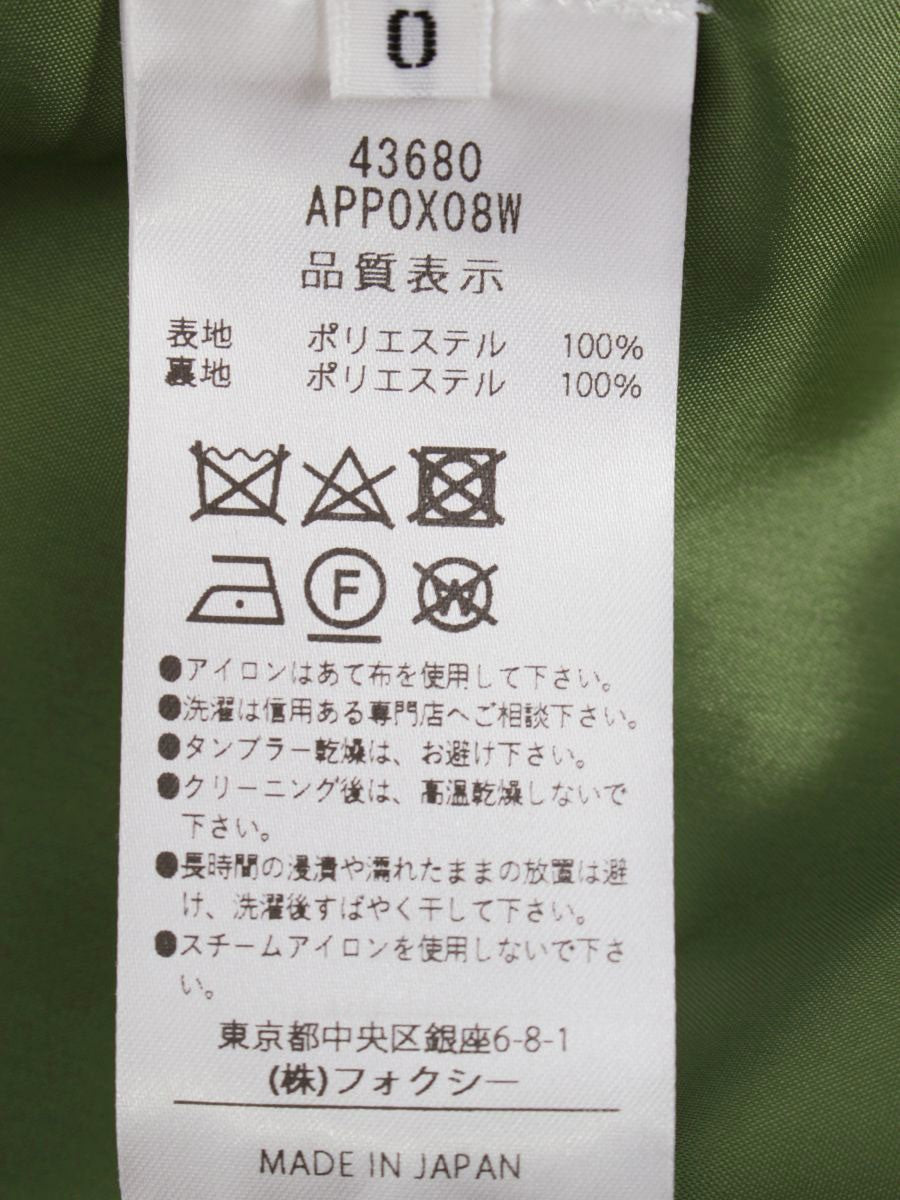 0
43680
APP0X08W
品質表示
表地 ポリエステル 100%
裏地 ポリエステル 100%
F
W
●アイロンはあて布を使用して下さい。
●洗濯は信用ある専門店へご相談下さい。
●タンブラー乾燥は、お避け下さい。
●クリーニング後は、高温乾燥しないで
下さい。
●長時間の浸漬や濡れたままの放置は避
け、洗濯後すばやく干して下さい。
●スチームアイロンを使用しないで下さ
い。
東京都中央区銀座6-8-1
(株)フォクシー
MADE IN JAPAN